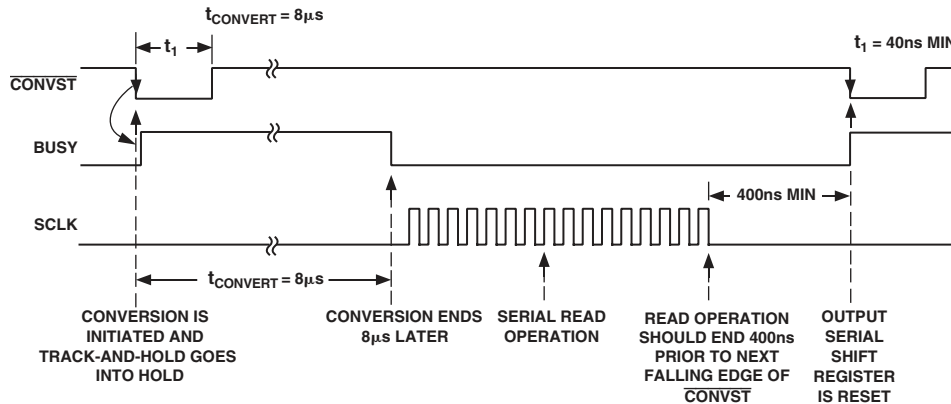 tCONVERT = 8µs
t1
t1 = 40ns MIN
CONVST
BUSY
400ns MIN
SCLK
tCONVERT = 8µs
CONVERSION IS
INITIATED AND
TRACK-AND-HOLD GOES
INTO HOLD
CONVERSION ENDS
8µs LATER
SERIAL READ
OPERATION
READ OPERATION
SHOULD END 400ns
PRIOR TO NEXT
FALLING EDGE OF
CONVST
OUTPUT
SERIAL
SHIFT
REGISTER
IS RESET